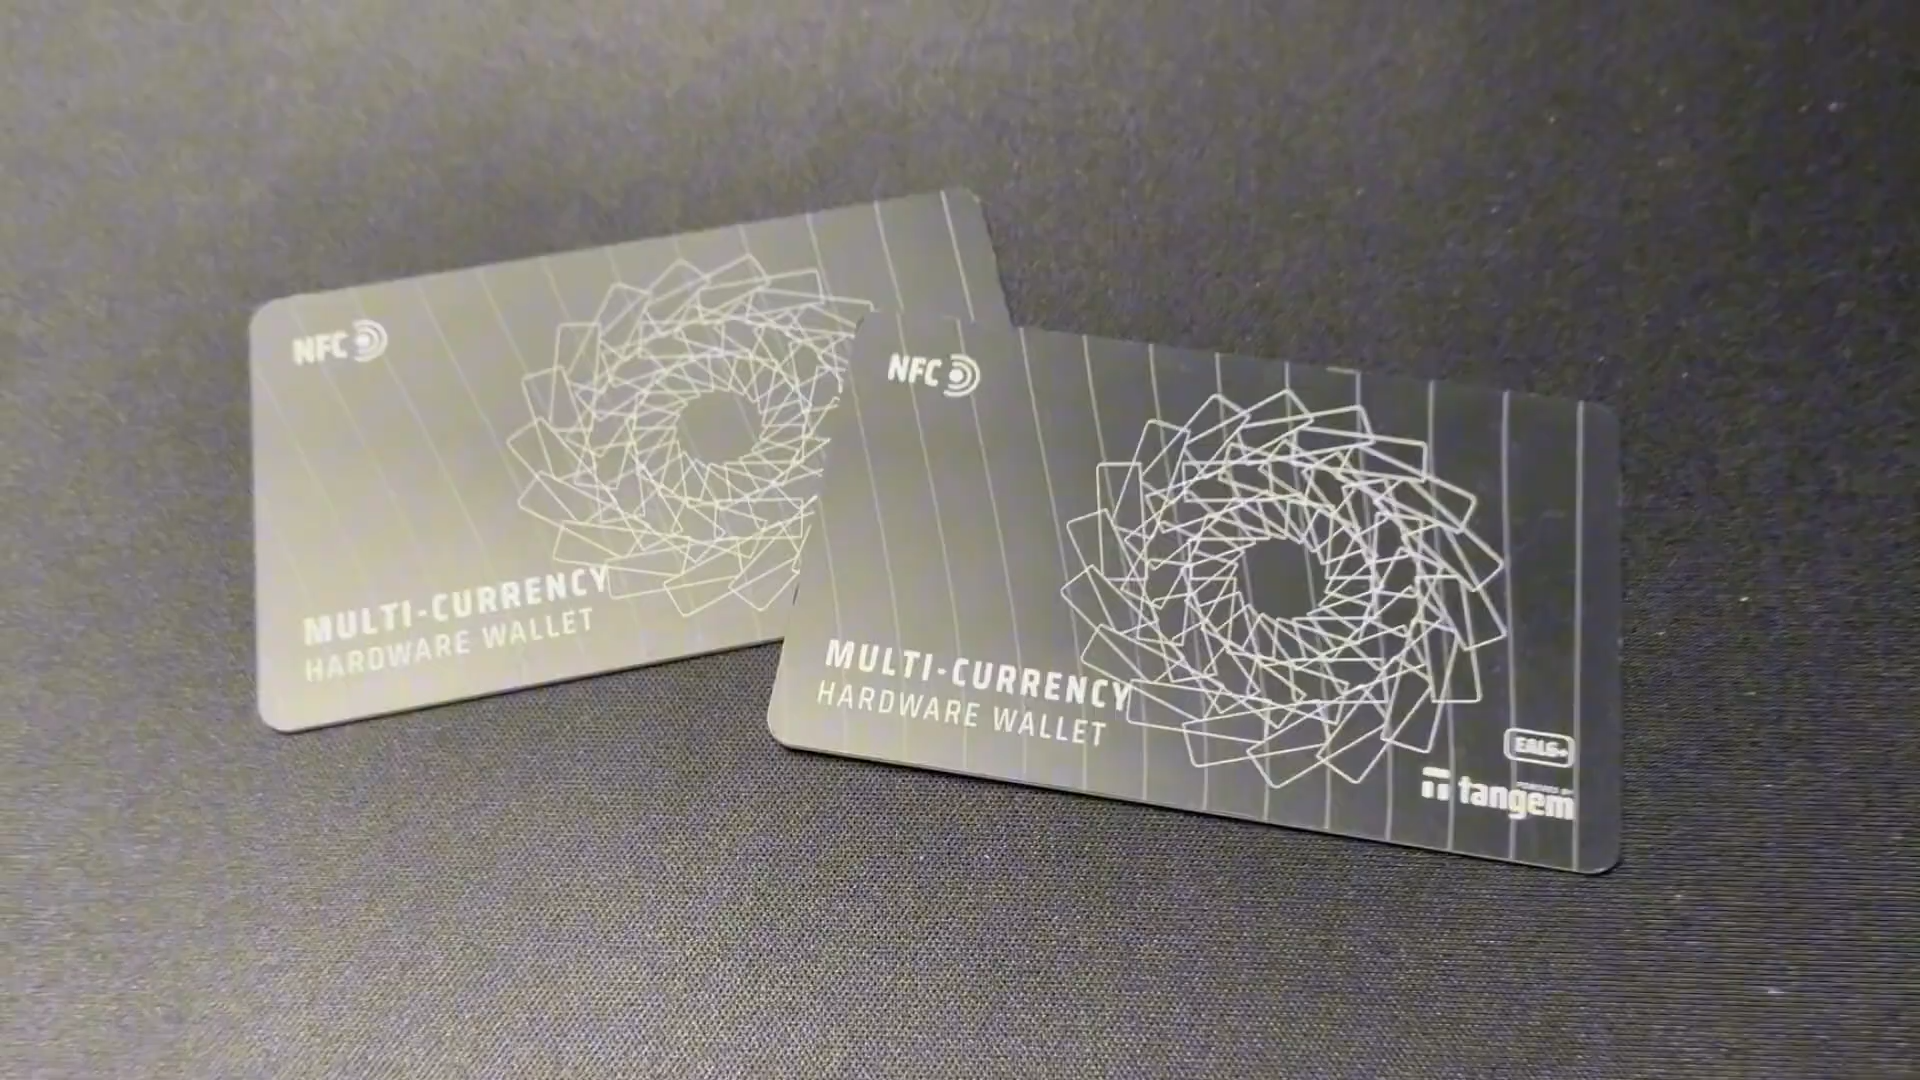 NFC
MULTI-CURRENCY
HARDWARE WALLET
NFC
MULTI-CURRENCY
HARDWARE WALLET
EAL6+
tangem